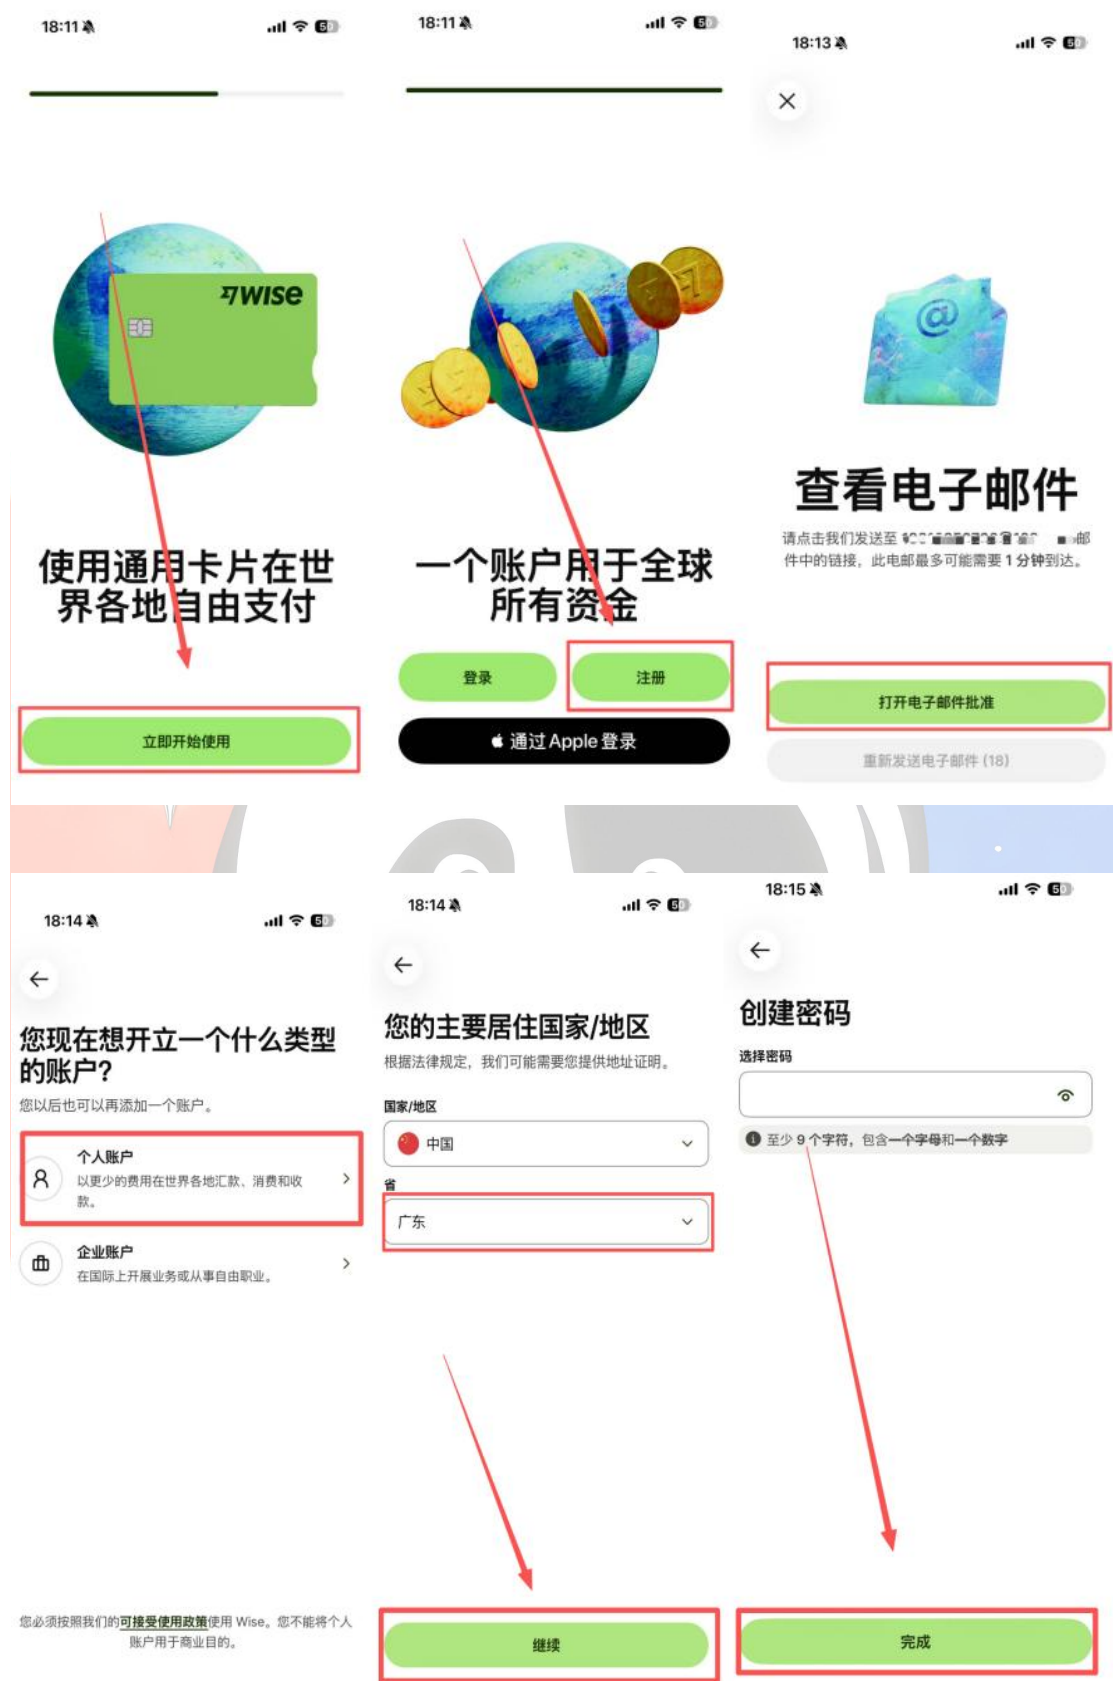 18:11
50
WISE
使用通用卡片在世
界各地自由支付
立即开始使用
18:11
50
一个账户用于全球
所有资金
登录
注册
通过Apple登录
18:13
50
@
查看电子邮件
请点击我们发送至
邮
件中的链接，此电邮最多可能需要 1 分钟到达。
打开电子邮件批准
重新发送电子邮件 (18)
18:14
50
您现在想开立一个什么类型
的账户?
您以后也可以再添加一个账户。
个人账户
以更少的费用在世界各地汇款、消费和收
款。
企业账户
在国际上开展业务或从事自由职业。
您必须按照我们的可接受使用政策使用 Wise。您不能将个人
账户用于商业目的。
18:14
50
您的主要居住国家/地区
根据法律规定，我们可能需要您提供地址证明。
国家/地区
中国
省
广东
继续
18:15
50
创建密码
选择密码
至少 9 个字符，包含一个字母和一个数字
完成